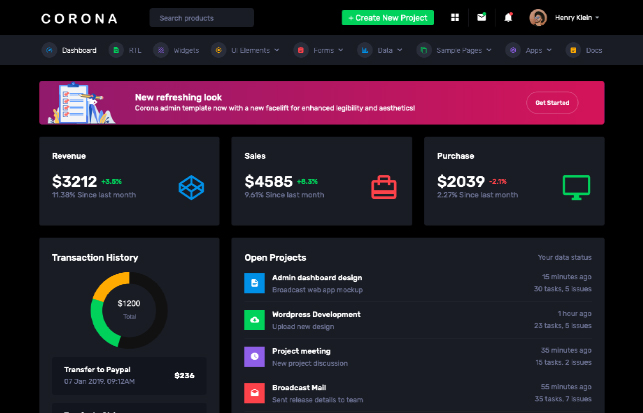 CORONA
Search products
+ Create New Project
Henry Klein
Dashboard
RTL
Widgets
UI Elements
Forms
Data
Sample Pages
Apps
Docs
New refreshing look
Corona admin template now with a new facelift for enhanced legibility and aesthetics!
Get Started
Revenue
$3212 +3.5%
11.38% Since last month
Sales
$4585 +8.3%
9.61% Since last month
Purchase
$2039 -2.1%
2.27% Since last month
Transaction History
$1200
Total
Transfer to Paypal
07 Jan 2019, 09:12AM
$236
Open Projects
Your data status
Admin dashboard design
Broadcast web app mockup
15 minutes ago
30 tasks, 5 issues
Wordpress Development
Upload new design
1 hour ago
23 tasks, 5 issues
Project meeting
New project discussion
35 minutes ago
15 tasks, 2 issues
Broadcast Mail
Sent release details to team
55 minutes ago
35 tasks, 7 issues